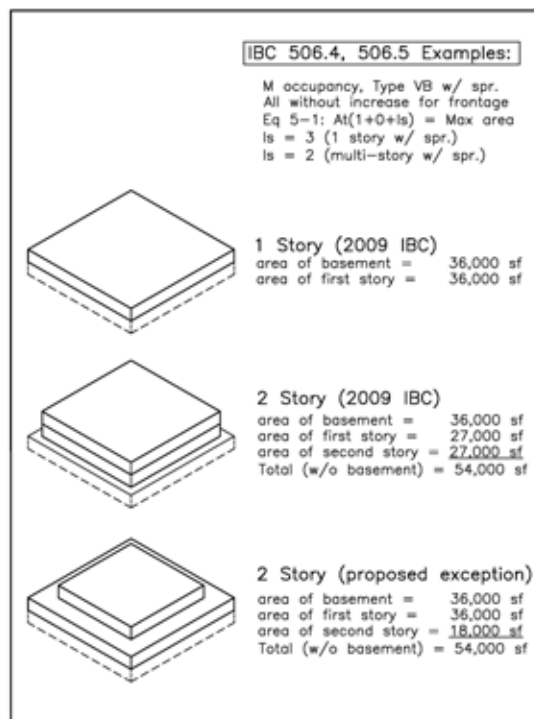 IBC 506.4, 506.5 Examples:
M occupancy, Type VB w/ spr.
All without increase for frontage
Eq 5-1: At(1+0+Is) = Max area
Is = 3 (1 story w/ spr.)
Is = 2 (multi-story w/ spr.)
1 Story (2009 IBC)
area of basement = 36,000 sf
area of first story = 36,000 sf
2 Story (2009 IBC)
area of basement = 36,000 sf
area of first story = 27,000 sf
area of second story = 27,000 sf
Total (w/o basement) = 54,000 sf
2 Story (proposed exception)
area of basement = 36,000 sf
area of first story = 36,000 sf
area of second story = 18,000 sf
Total (w/o basement) = 54,000 sf